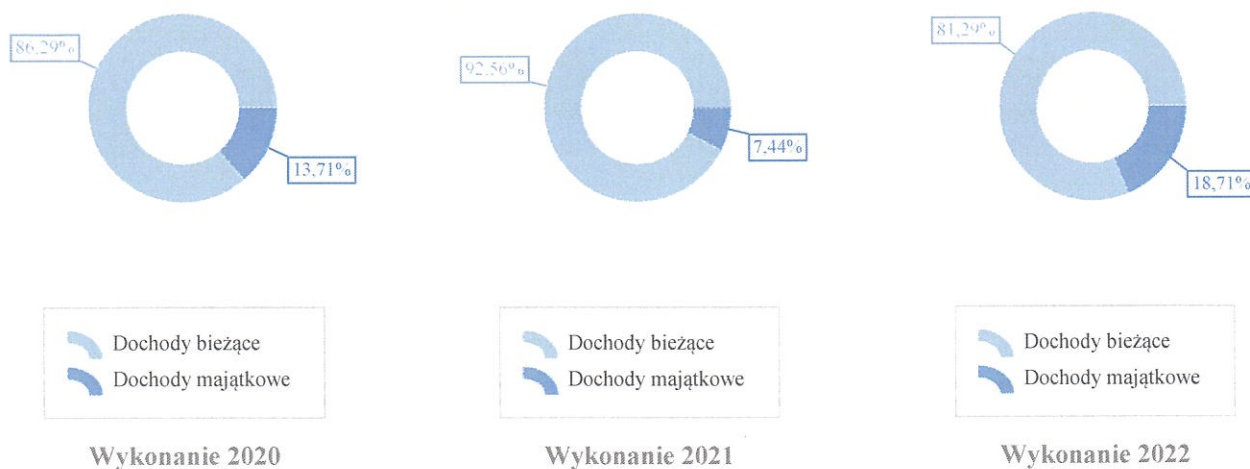 86,29%
13,71%
92,56%
7,44%
81,29%
18,71%
Dochody bieżące
Dochody majątkowe
Dochody bieżące
Dochody majątkowe
Dochody bieżące
Dochody majątkowe
Wykonanie 2020
Wykonanie 2021
Wykonanie 2022